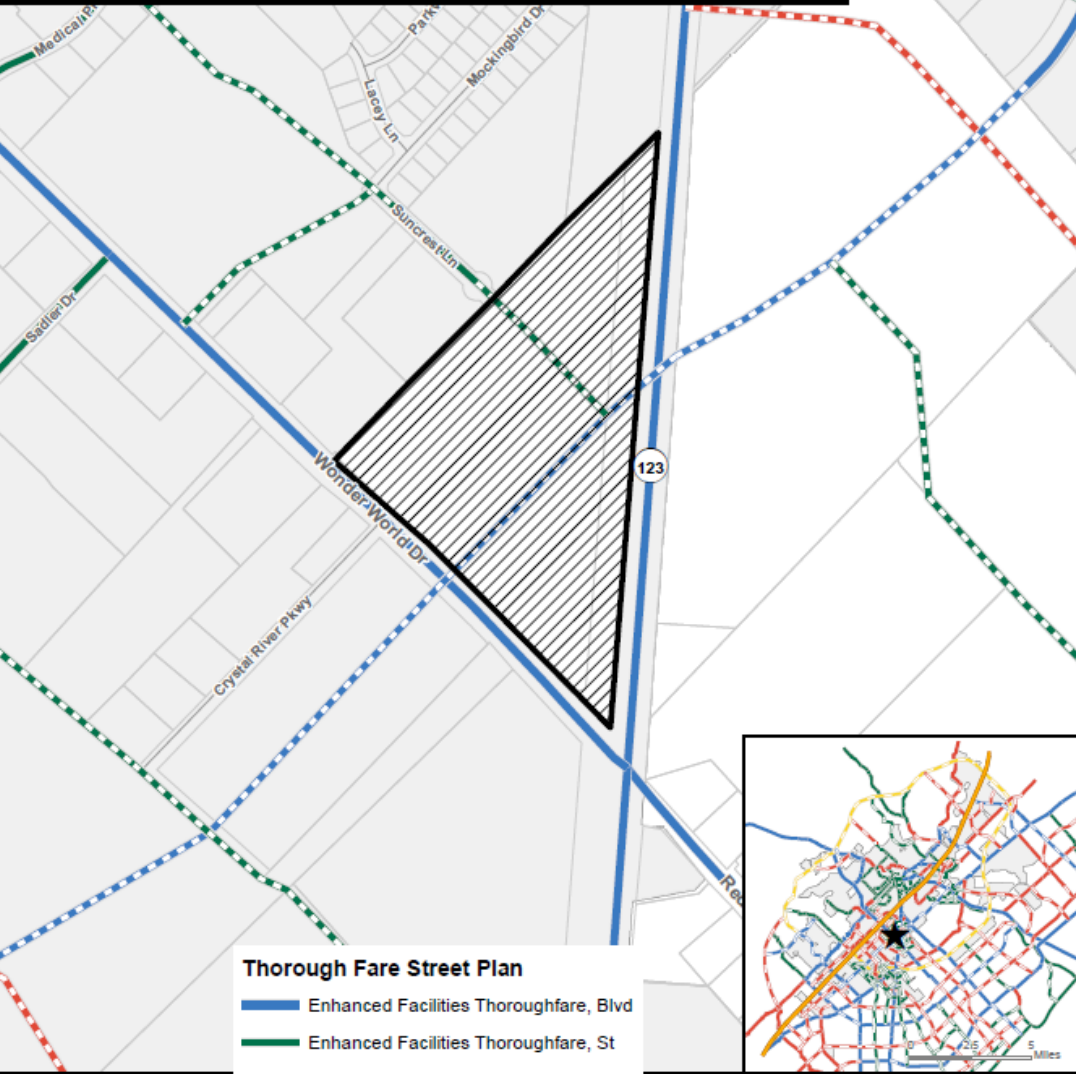 Medical P
Parkw
Mockingbird Dr
Lacey Ln
Suncrest Ln
Sadler Dr
Wonder World Dr
123
Crystal River Pkwy
Red
Thorough Fare Street Plan
Enhanced Facilities Thoroughfare, Blvd
Enhanced Facilities Thoroughfare, St
0 2.5 5
Miles